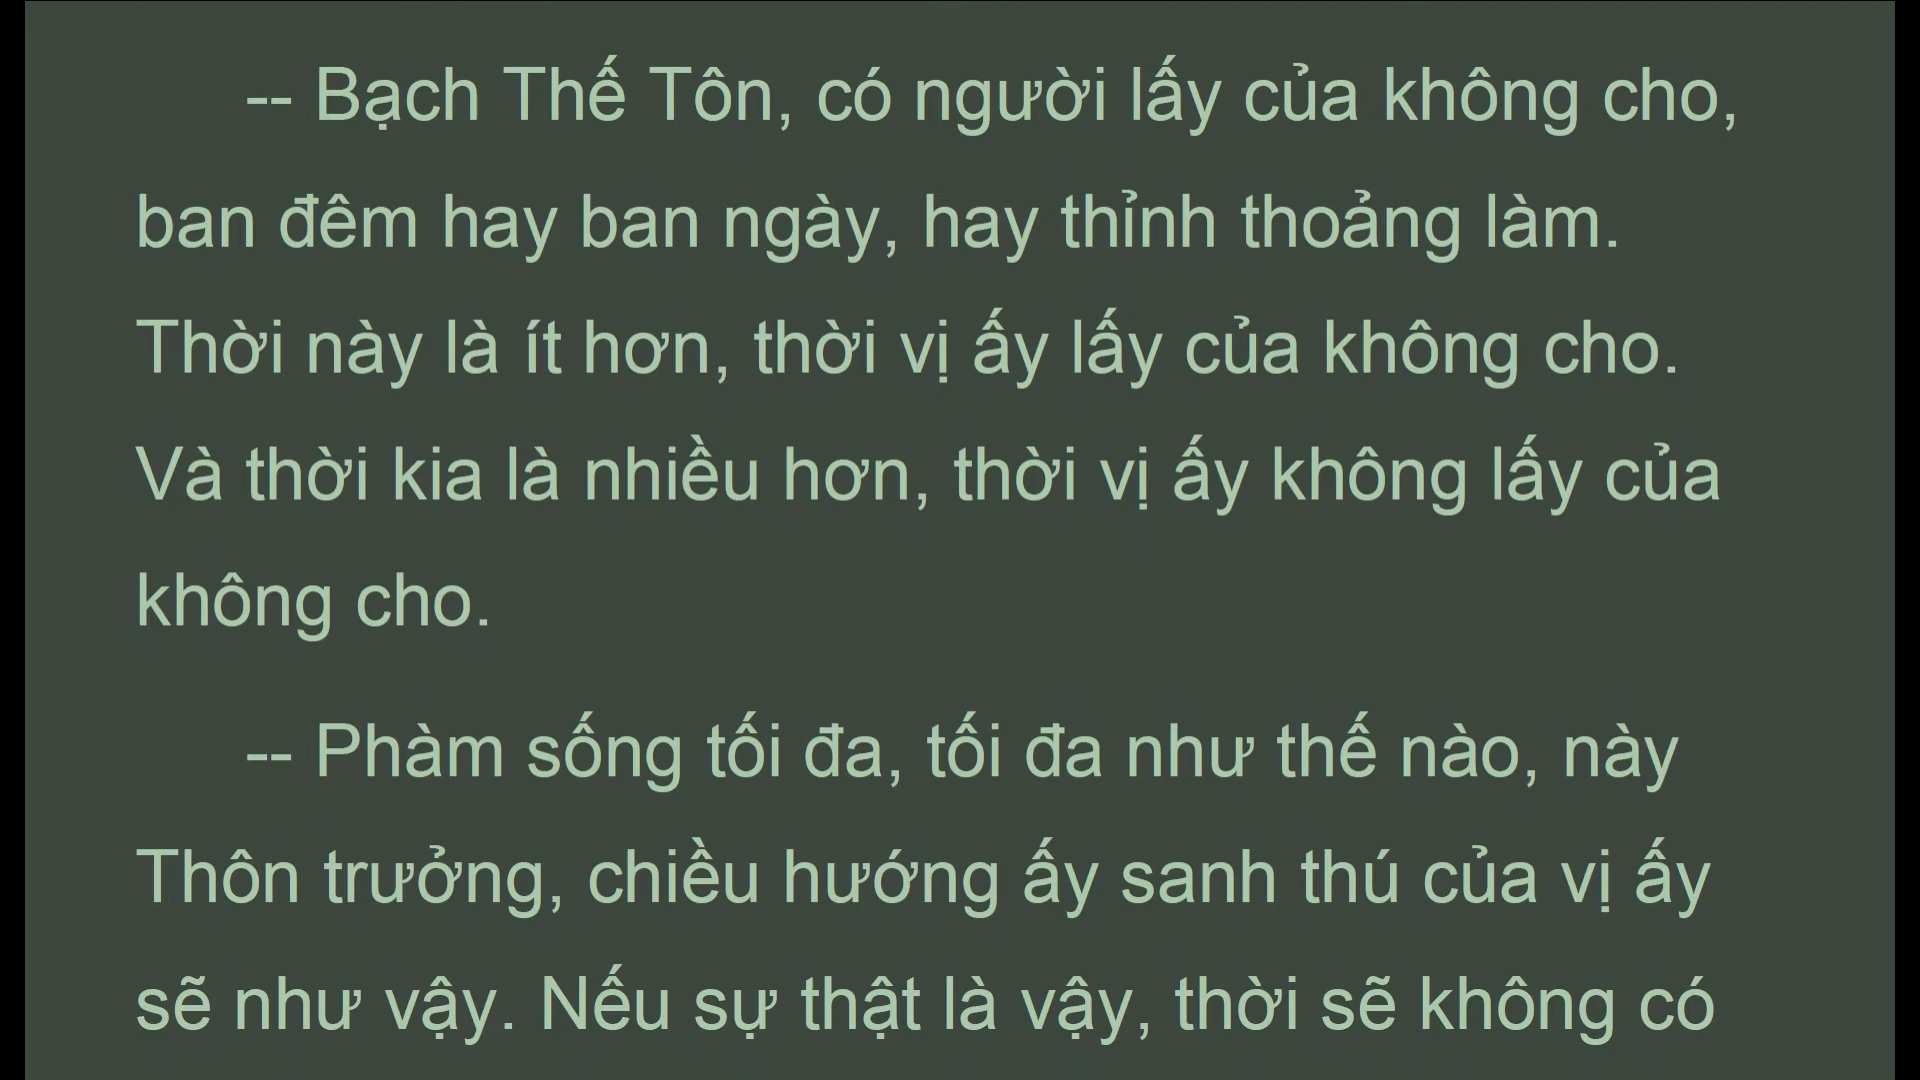 -- Bạch Thế Tôn, có người lấy của không cho,
ban đêm hay ban ngày, hay thỉnh thoảng làm.
Thời này là ít hơn, thời vị ấy lấy của không cho.
Và thời kia là nhiều hơn, thời vị ấy không lấy của
không cho.
-- Phàm sống tối đa, tối đa như thế nào, này
Thôn trưởng, chiều hướng ấy sanh thú của vị ấy
sẽ như vậy. Nếu sự thật là vậy, thời sẽ không có